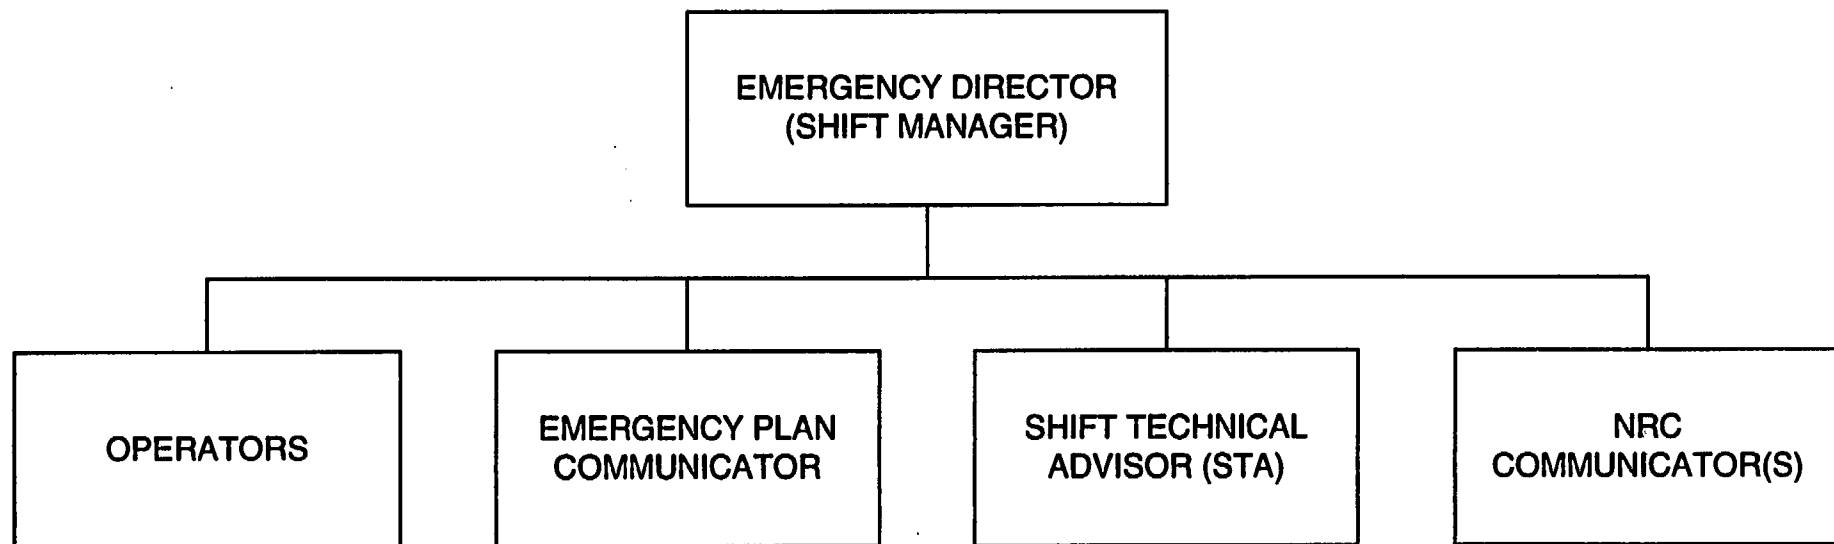 EMERGENCY DIRECTOR
(SHIFT MANAGER)
OPERATORS
EMERGENCY PLAN
COMMUNICATOR
SHIFT TECHNICAL
ADVISOR (STA)
NRC
COMMUNICATOR(S)